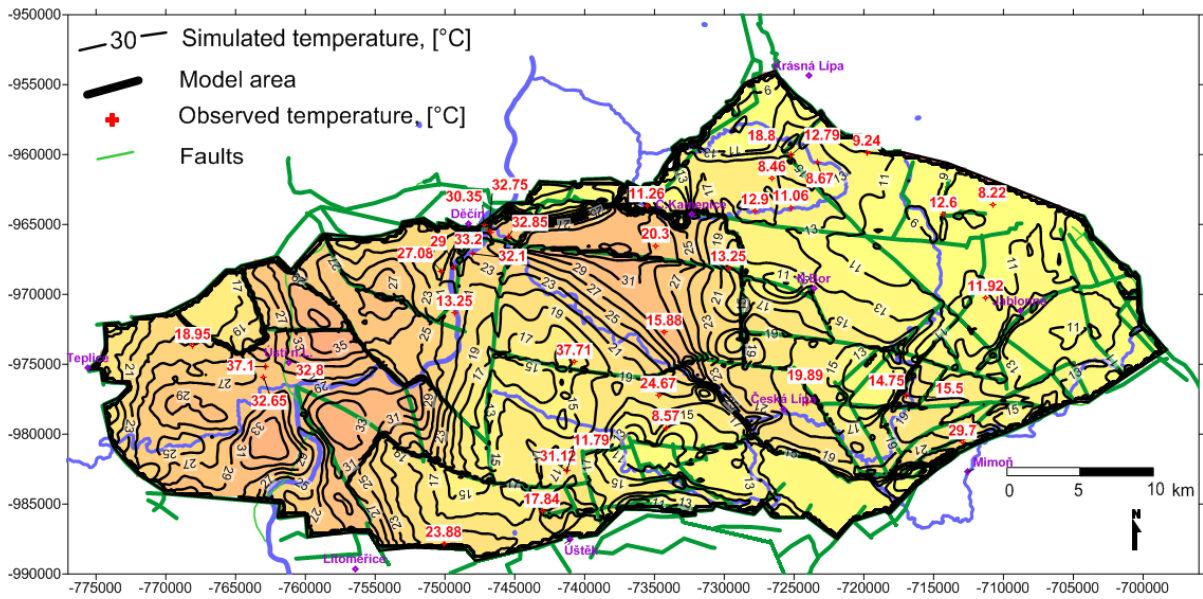 -950000
-955000
-960000
-965000
-970000
-975000
-980000
-985000
-990000
30 Simulated temperature, [°C]
Model area
Observed temperature, [°C]
Faults
Krásná Lípa
18.8 12.79 9.24
8.46 8.67
12.9 11.06
12.6 8.22
32.75
30.35
Děčín
11.26
Č.Kamenice
32.85
29 33.2
27.08 32.1
20.3
13.25
N.Bor
11.92
Jablonné
13.25
15.88
18.95
Teplice
Ústí n.L.
37.1 32,8
32.65
37.71
24.67
19.89
14.75
15.5
Česká Lípa
8.57
11.79
31.12
29.7
Mimoň
17.84
23.88
Úštěk
Litoměřice
0 5 10 km
N
-775000 -770000 -765000 -760000 -755000 -750000 -745000 -740000 -735000 -730000 -725000 -720000 -715000 -710000 -705000 -700000